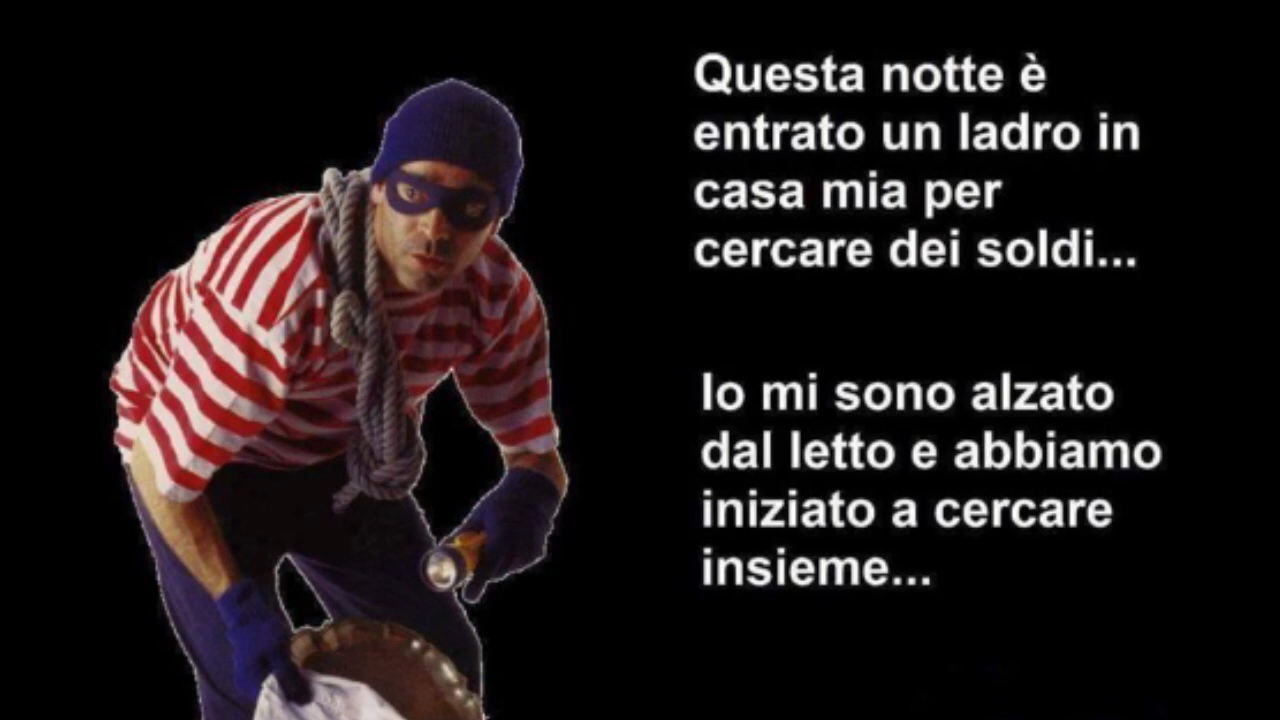 Questa notte è
entrato un ladro in
casa mia per
cercare dei soldi...
Io mi sono alzato
dal letto e abbiamo
iniziato a cercare
insieme...